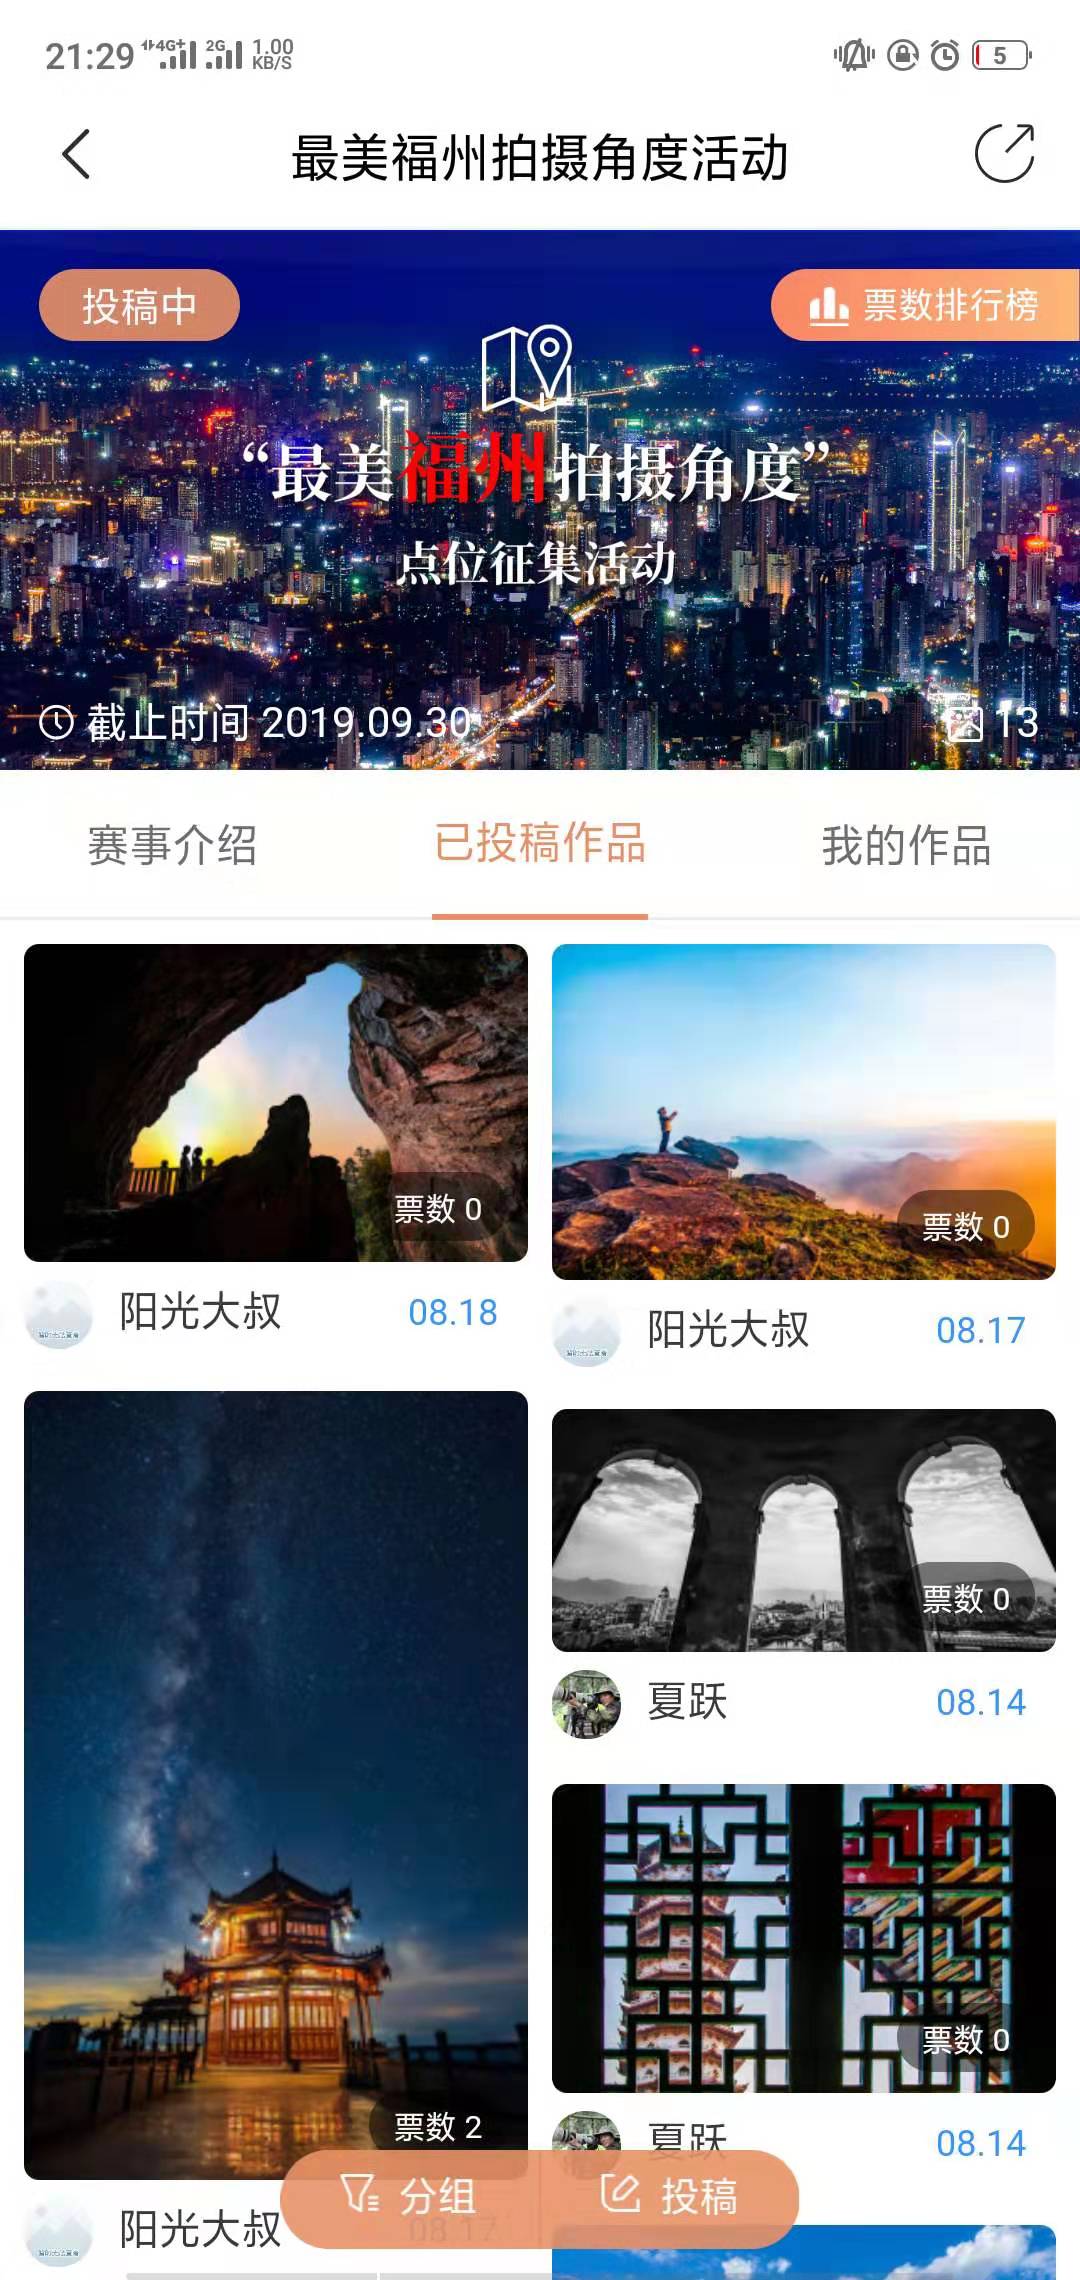 21:29 4G+ 2G 1.00 KB/S 5
最美福州拍摄角度活动
投稿中
票数排行榜
“最美福州拍摄角度”
点位征集活动
截止时间 2019.09.30
13
赛事介绍 已投稿作品 我的作品
票数 0
阳光大叔 08.18
票数 0
阳光大叔 08.17
票数 0
夏跃 08.14
票数 2
阳光大叔 08.17
票数 0
夏跃 08.14
分组 投稿